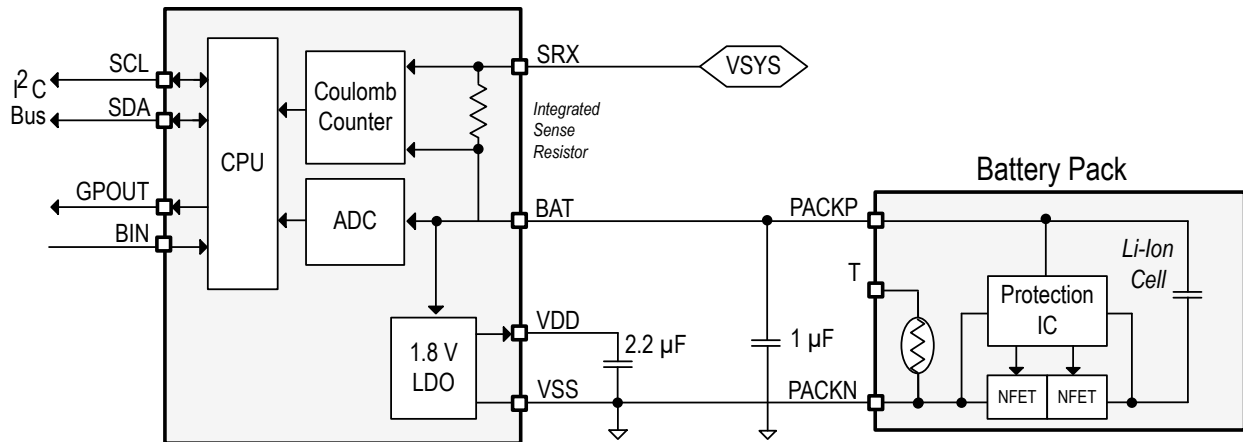 SCL
I2C
Bus
SDA
GPOUT
BIN
CPU
Coulomb
Counter
ADC
1.8 V
LDO
SRX
VSYS
Integrated
Sense
Resistor
BAT
VDD
2.2 µF
VSS
1 µF
Battery Pack
PACKP
T
PACKN
Protection
IC
Li-Ion
Cell
NFET
NFET